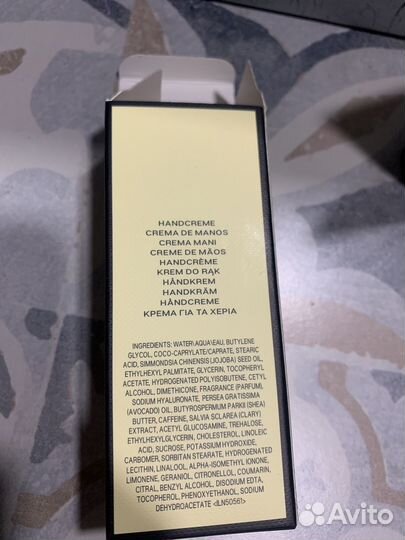 HANDCREME
CREMA DE MANOS
CREMA MANI
CREME DE MÃOS
HANDCRÈME
KREM DO RĄK
HÅNDKREM
HANDKRÄM
HÅNDCREME
ΚΡΕΜΑ ΓΙΑ ΤΑ ΧΕΡΙΑ
INGREDIENTS: WATER\AQUA\EAU, BUTYLENE
GLYCOL, COCO-CAPRYLATE/CAPRATE, STEARIC
ACID, SIMMONDSIA CHINENSIS (JOJOBA) SEED OIL,
ETHYLHEXYL PALMITATE, GLYCERIN, TOCOPHERYL
ACETATE, HYDROGENATED POLYISOBUTENE, CETYL
ALCOHOL, DIMETHICONE, FRAGRANCE (PARFUM),
SODIUM HYALURONATE, PERSEA GRATISSIMA
(AVOCADO) OIL, BUTYROSPERMUM PARKII (SHEA)
BUTTER, CAFFEINE, SALVIA SCLAREA (CLARY)
EXTRACT, ACETYL GLUCOSAMINE, TREHALOSE,
ETHYLHEXYLGLYCERIN, CHOLESTEROL, LINOLEIC
ACID, SUCROSE, POTASSIUM HYDROXIDE,
CARBOMER, SORBITAN STEARATE, HYDROGENATED
LECITHIN, LINALOOL, ALPHA-ISOMETHYL IONONE,
LIMONENE, GERANIOL, CITRONELLOL, COUMARIN,
CITRAL, BENZYL ALCOHOL, DISODIUM EDTA,
TOCOPHEROL, PHENOXYETHANOL, SODIUM
DEHYDROACETATE <ILN50561>
Avito